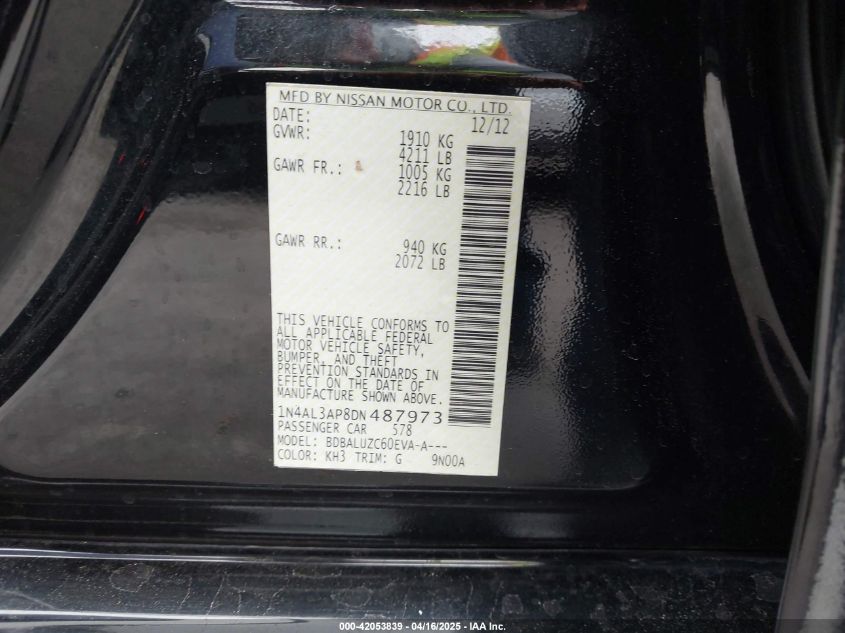 MFD BY NISSAN MOTOR CO., LTD.
DATE: 12/12
GVWR: 1910 KG
4211 LB
GAWR FR.: 1005 KG
2216 LB
GAWR RR.: 940 KG
2072 LB
THIS VEHICLE CONFORMS TO
ALL APPLICABLE FEDERAL
MOTOR VEHICLE SAFETY,
BUMPER, AND THEFT
PREVENTION STANDARDS IN
EFFECT ON THE DATE OF
MANUFACTURE SHOWN ABOVE.
1N4AL3AP8DN487973
PASSENGER CAR 578
MODEL: BDBALUZC60EVA-A---
COLOR: KH3 TRIM: G 9N00A
000-42053839 - 04/16/2025 - IAA Inc.